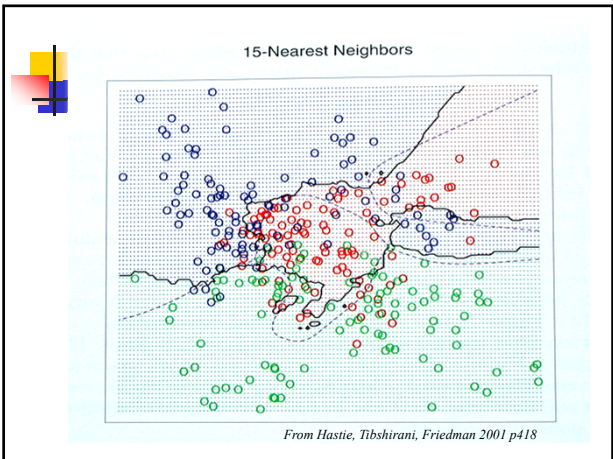 15-Nearest Neighbors
From Hastie, Tibshirani, Friedman 2001 p418